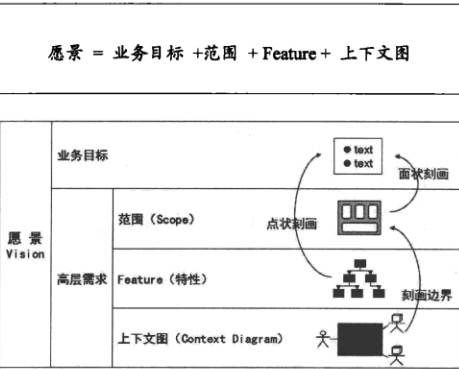 愿景 = 业务目标 +范围 + Feature + 上下文图
业务目标
text
text
面状刻画
范围（Scope）
点状刻画
愿景
Vision
高层需求
Feature（特性）
刻画边界
上下文图（Context Diagram）